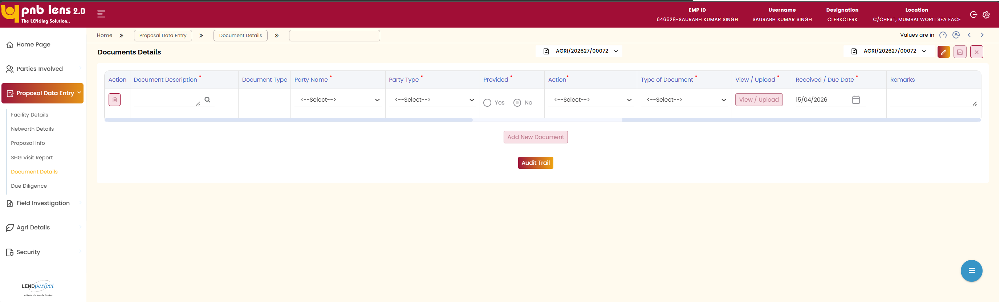 pnb lens 2.0
The LENding Solution..
EMP ID
646528-SAURABH KUMAR SINGH
Username
SAURABH KUMAR SINGH
Designation
CLERKCLERK
Location
C/CHEST, MUMBAI WORLI SEA FACE
Home » Proposal Data Entry » Document Details »
Values are in
Home Page
Parties Involved
Proposal Data Entry
Facility Details
Networth Details
Proposal Info
SHG Visit Report
Document Details
Due Diligence
Field Investigation
Agri Details
Security
LENDperfect
A SysArc Infomatix Product
Documents Details
AGRI/202627/00072
AGRI/202627/00072
Action Document Description * Document Type Party Name * Party Type * Provided * Action* Type of Document * View / Upload * Received / Due Date * Remarks
<--Select--> <--Select--> Yes No <--Select--> <--Select--> View / Upload 15/04/2026
Add New Document
Audit Trail